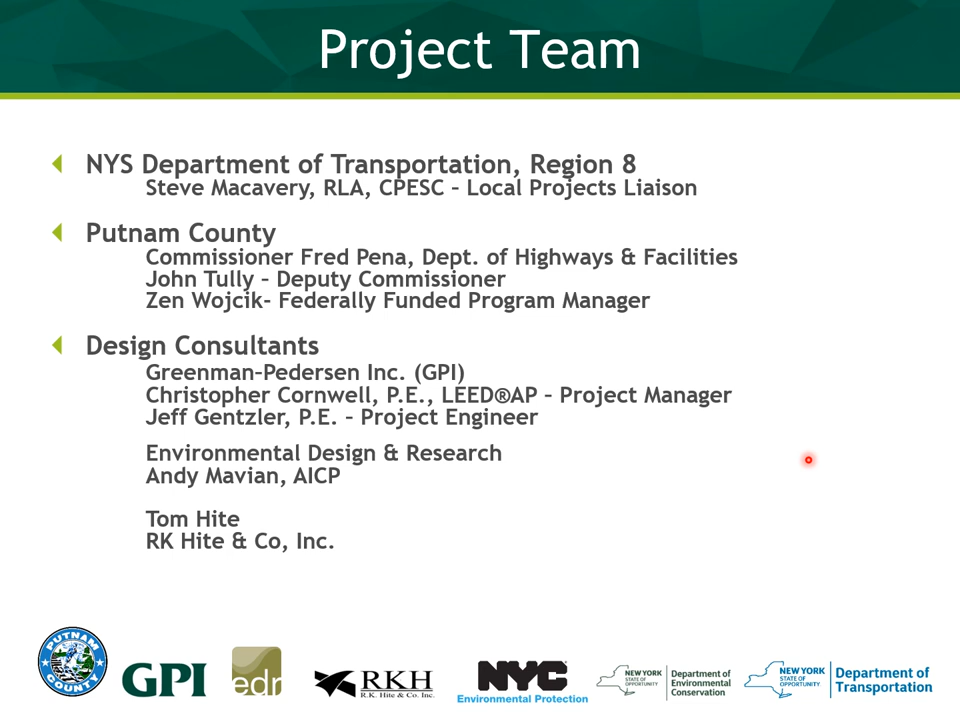 Project Team
NYS Department of Transportation, Region 8
Steve Macavery, RLA, CPESC – Local Projects Liaison
Putnam County
Commissioner Fred Pena, Dept. of Highways & Facilities
John Tully – Deputy Commissioner
Zen Wojcik- Federally Funded Program Manager
Design Consultants
Greenman-Pedersen Inc. (GPI)
Christopher Cornwell, P.E., LEED®AP – Project Manager
Jeff Gentzler, P.E. – Project Engineer
Environmental Design & Research
Andy Mavian, AICP
Tom Hite
RK Hite & Co, Inc.
PUTNAM
COUNTY
GPI
edr
RKH
R.K. Hite & Co. Inc.
NYC
Environmental Protection
NEW YORK
STATE OF
OPPORTUNITY
Department of
Environmental
Conservation
NEW YORK
STATE OF
OPPORTUNITY
Department of
Transportation